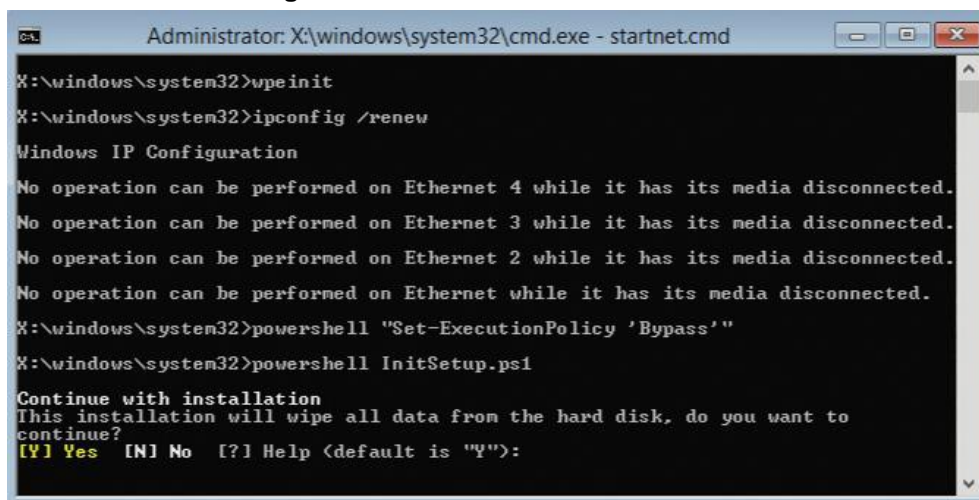 Administrator: X:\windows\system32\cmd.exe - startnet.cmd
X:\windows\system32>wpeinit
X:\windows\system32>ipconfig /renew
Windows IP Configuration
No operation can be performed on Ethernet 4 while it has its media disconnected.
No operation can be performed on Ethernet 3 while it has its media disconnected.
No operation can be performed on Ethernet 2 while it has its media disconnected.
No operation can be performed on Ethernet while it has its media disconnected.
X:\windows\system32>powershell "Set-ExecutionPolicy 'Bypass'"
X:\windows\system32>powershell InitSetup.ps1
Continue with installation
This installation will wipe all data from the hard disk, do you want to
continue?
[Y] Yes  [N] No  [?] Help (default is "Y"):